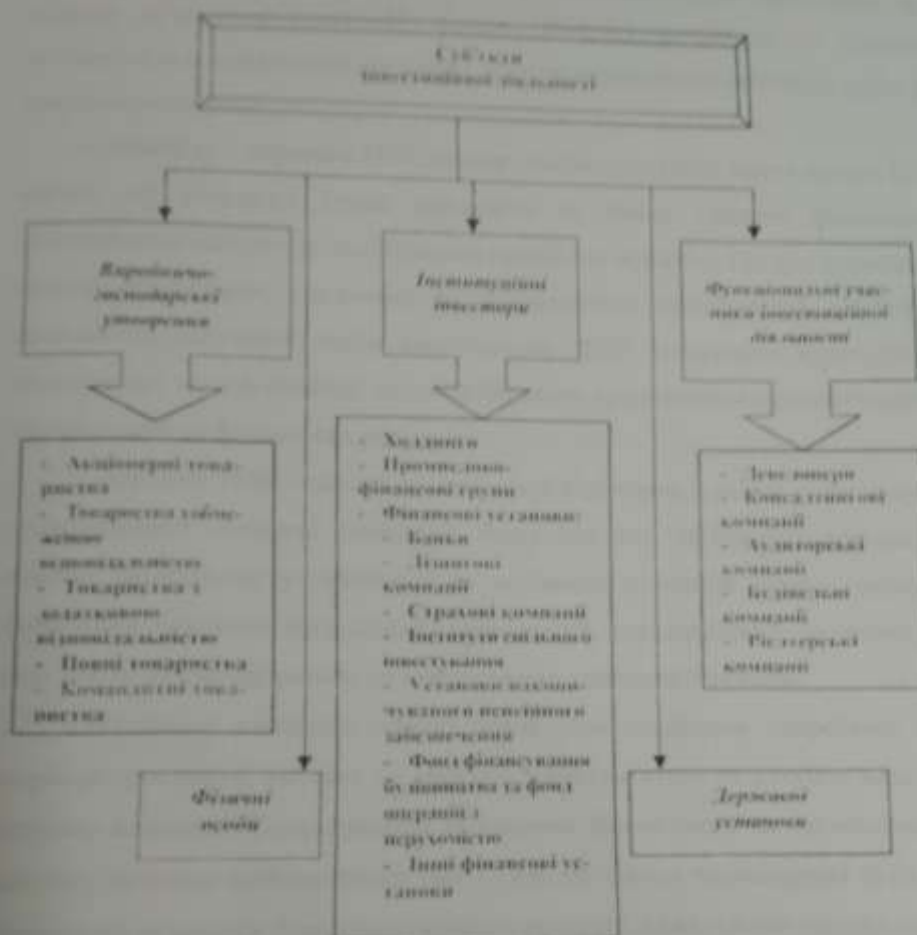 Суб'єкти
інвестиційної діяльності
Виробничо-
господарські
утворення
Інституційні
інвестори
Функціональні учас-
ники інвестиційної
діяльності
- Акціонерні това-
риства
- Товариства з обме-
женою
відповідальністю
- Товариства з
додатковою
відповідальністю
- Повні товариства
- Командитні това-
риства
- Холдинги
- Промислово-
фінансові групи
- Фінансові установи:
- Банки
- Лізингові
компанії
- Страхові компанії
- Інститути спільного
інвестування
- Установи накопи-
чувального пенсійного
забезпечення
- Фонд фінансування
будівництва та фонд
операцій з
нерухомістю
- Інші фінансові ус-
танови
- Девелопери
- Консалтингові
компанії
- Аудиторські
компанії
- Будівельні
компанії
- Ріелтерські
компанії
Фізичні
особи
Державні
установи